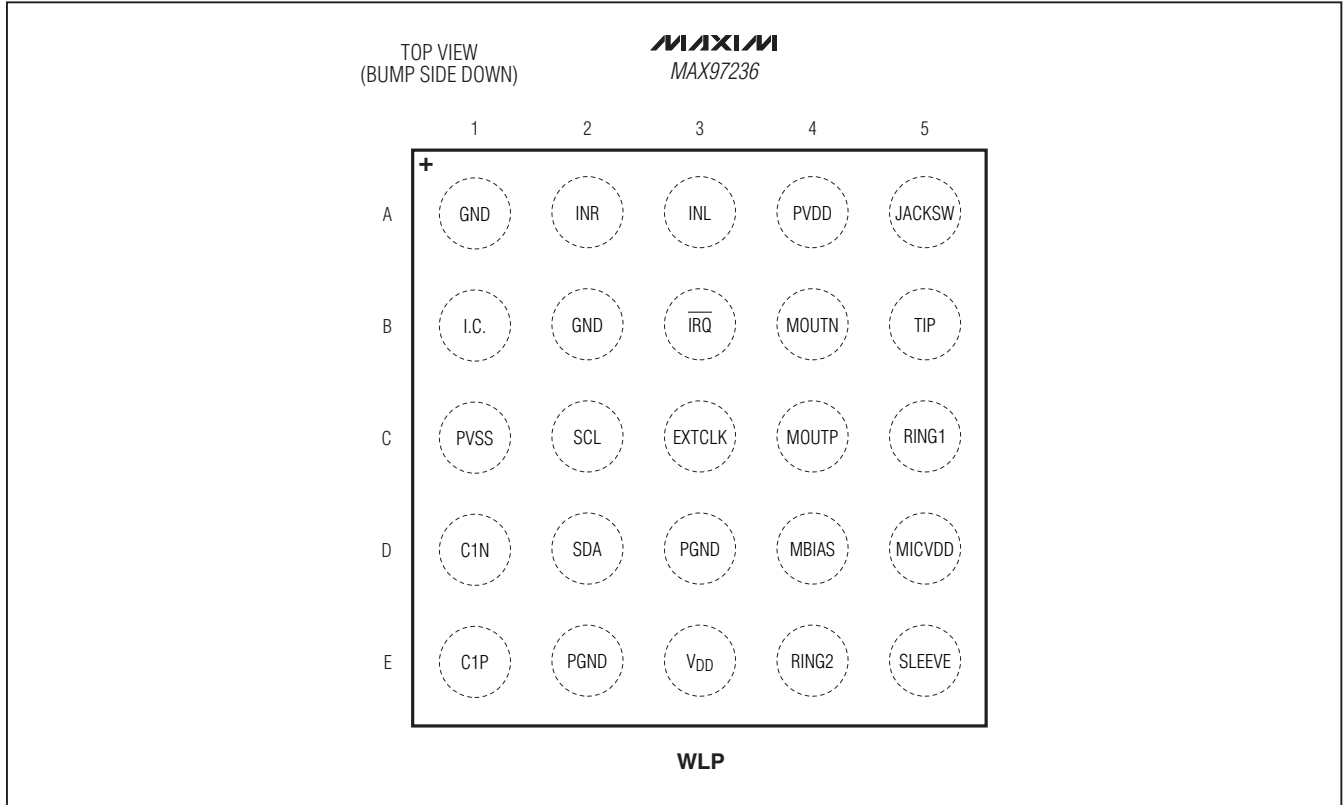 TOP VIEW
(BUMP SIDE DOWN)
MAXIM
MAX97236
1 2 3 4 5
+
A GND INR INL PVDD JACKSW
B I.C. GND IRQ MOUTN TIP
C PVSS SCL EXTCLK MOUTP RING1
D C1N SDA PGND MBIAS MICVDD
E C1P PGND VDD RING2 SLEEVE
WLP